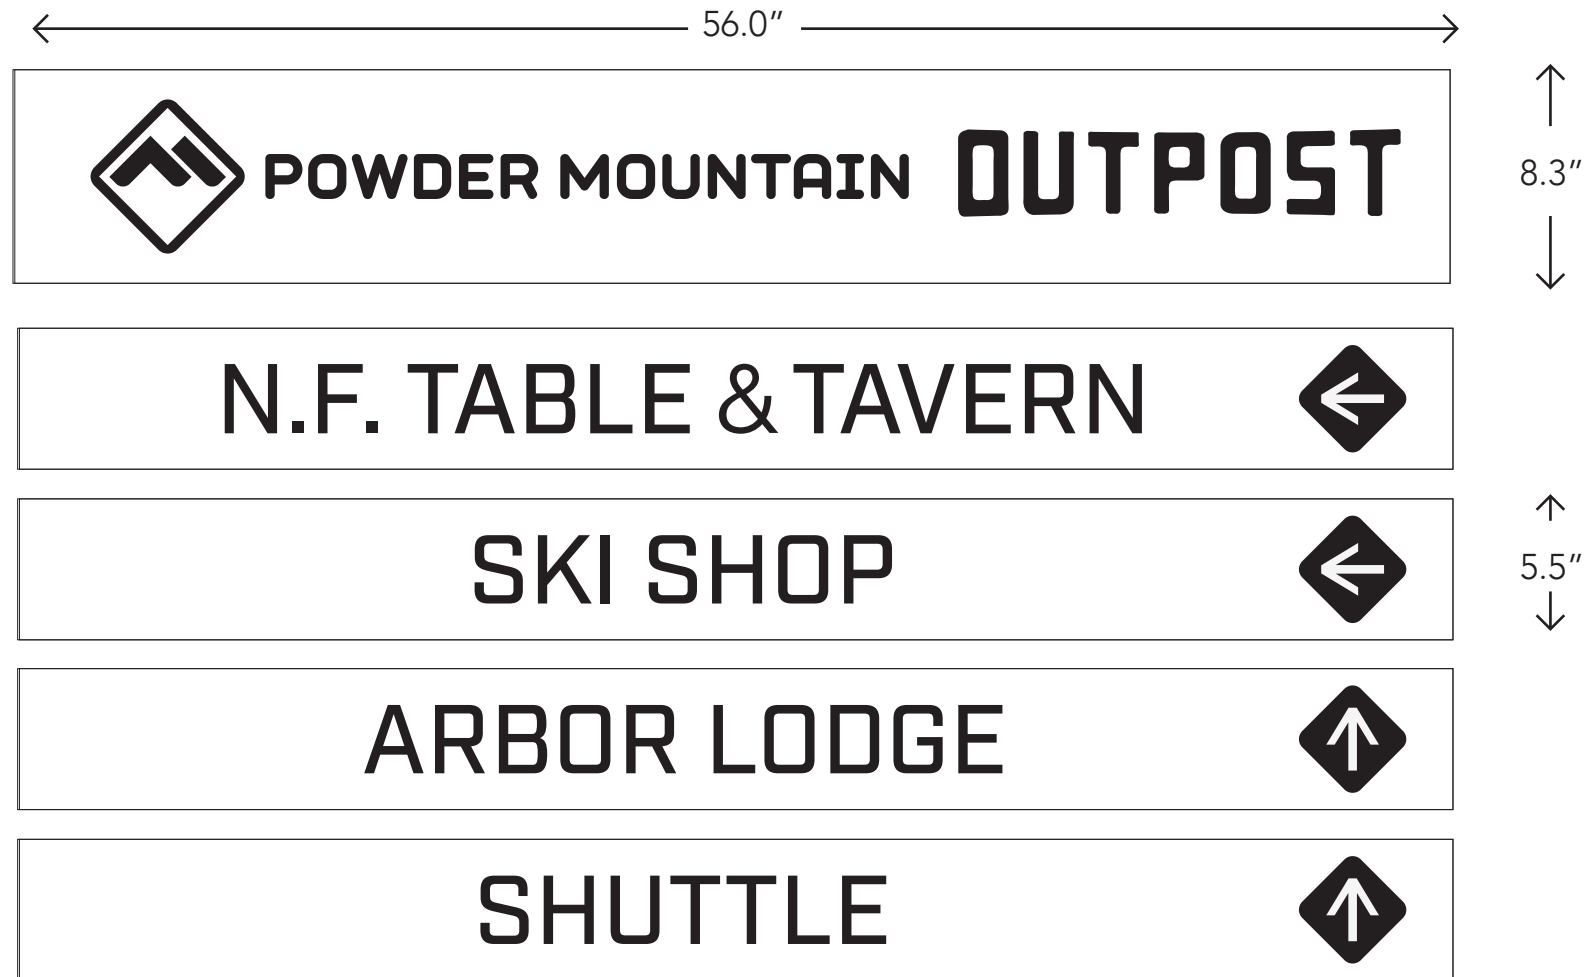 56.0"
POWDER MOUNTAIN OUTPOST
8.3"
N.F. TABLE & TAVERN
SKI SHOP
5.5"
ARBOR LODGE
SHUTTLE